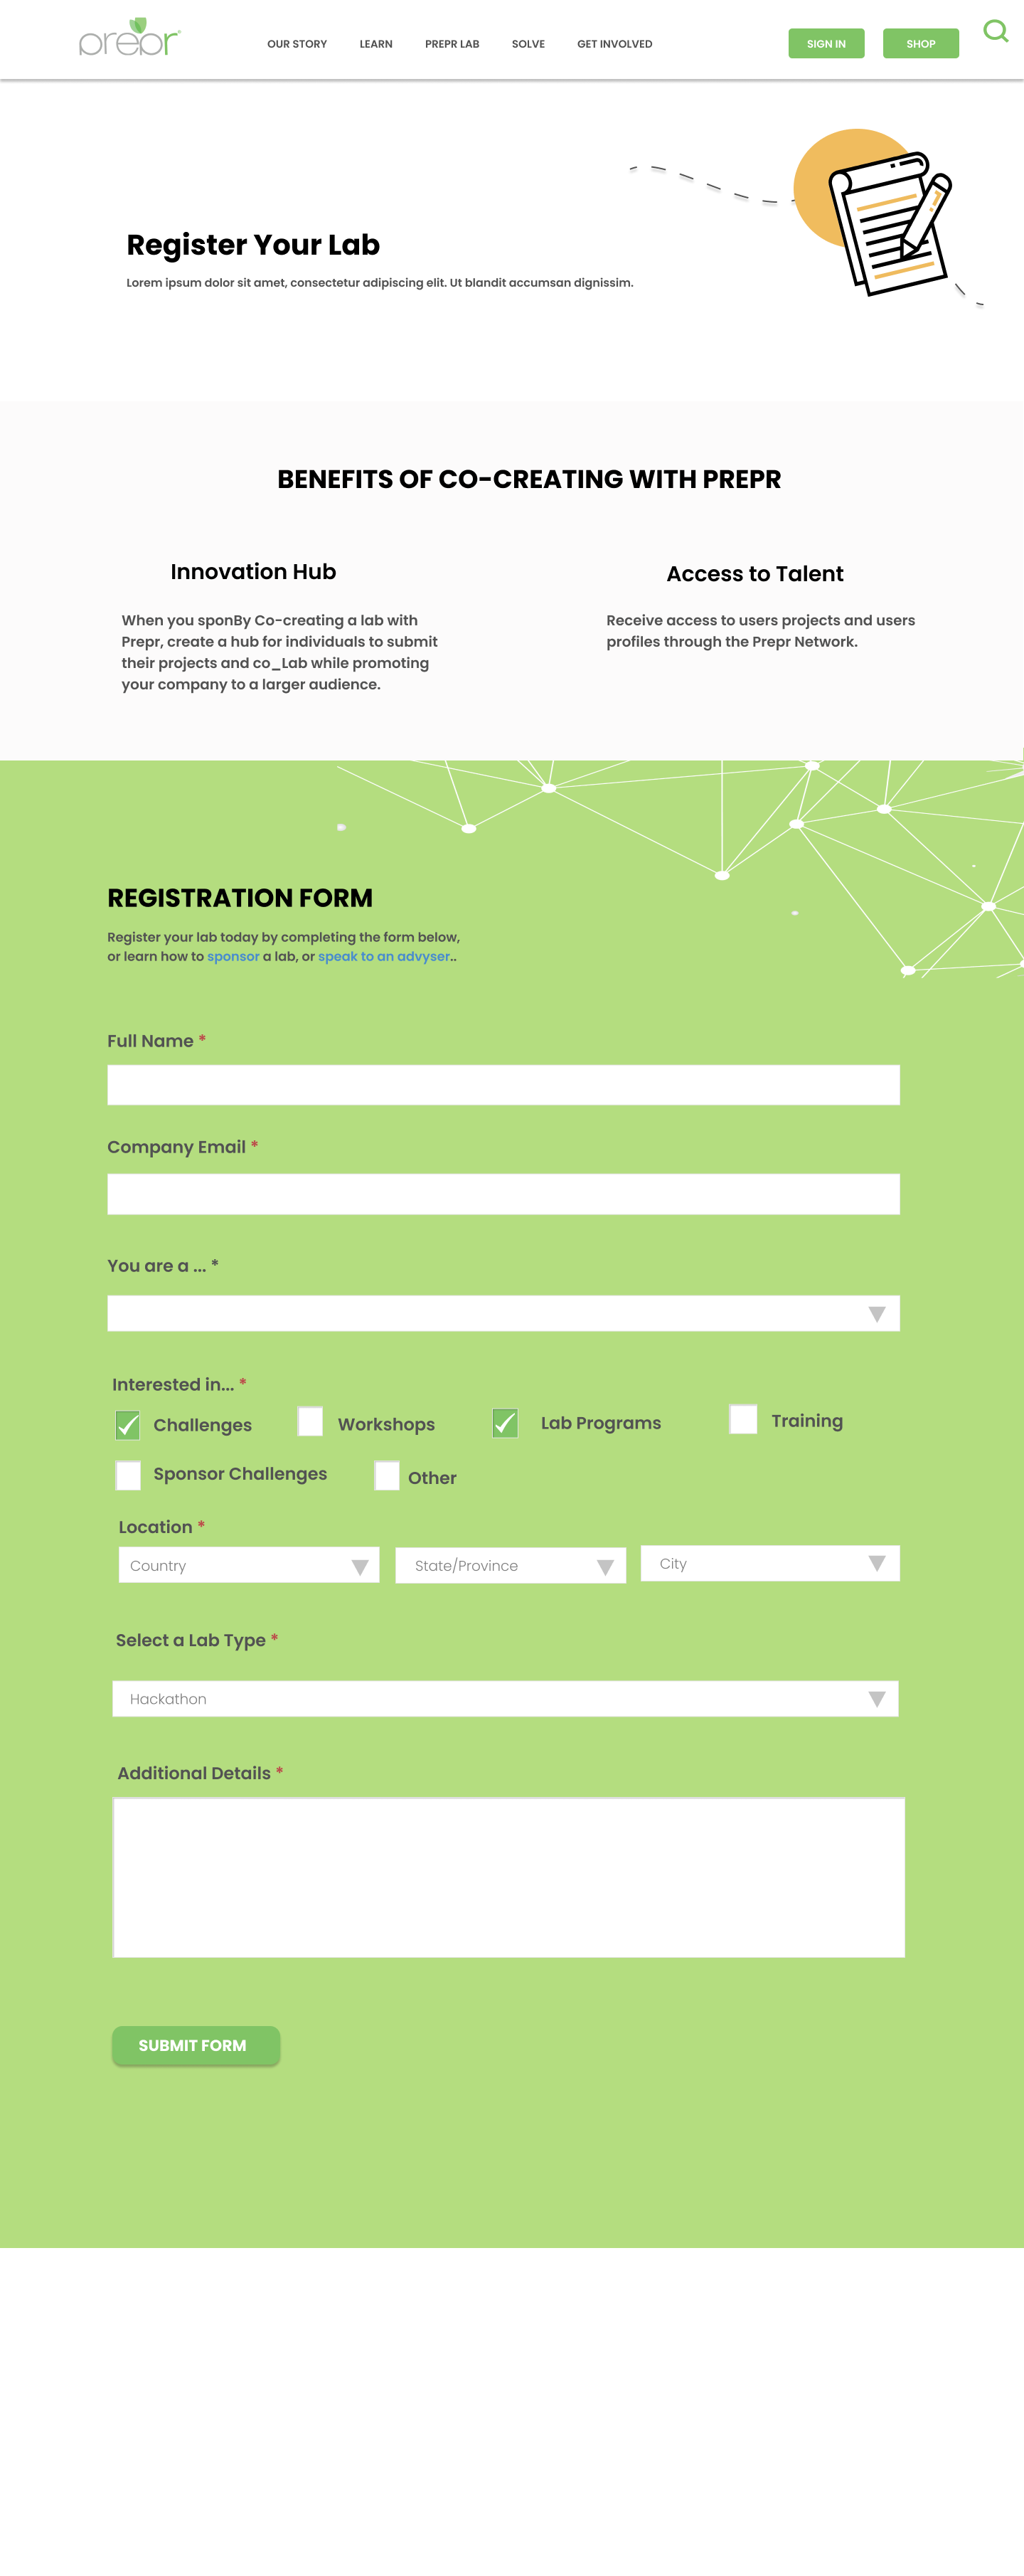 prepr
OUR STORY LEARN PREPR LAB SOLVE GET INVOLVED SIGN IN SHOP
Register Your Lab
Lorem ipsum dolor sit amet, consectetur adipiscing elit. Ut blandit accumsan dignissim.
BENEFITS OF CO-CREATING WITH PREPR
Innovation Hub
When you sponBy Co-creating a lab with
Prepr, create a hub for individuals to submit
their projects and co_Lab while promoting
your company to a larger audience.
Access to Talent
Receive access to users projects and users
profiles through the Prepr Network.
REGISTRATION FORM
Register your lab today by completing the form below,
or learn how to sponsor a lab, or speak to an advyser..
Full Name *
Company Email *
You are a ... *
Interested in... *
Challenges Workshops Lab Programs Training
Sponsor Challenges Other
Location *
Country State/Province City
Select a Lab Type *
Hackathon
Additional Details *
SUBMIT FORM